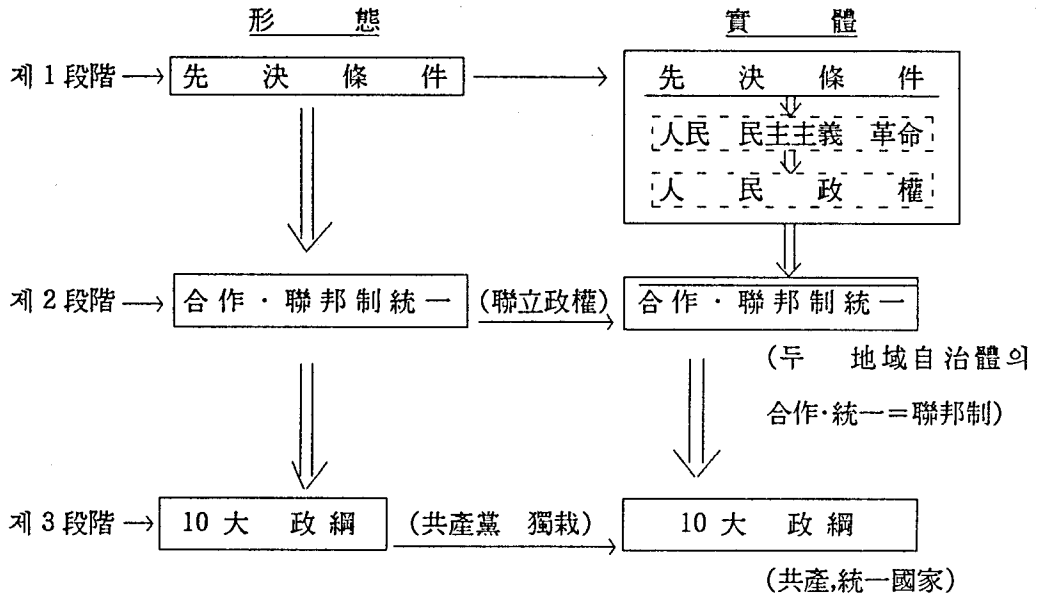 形 態 實 體
제 1 段階 先 決 條 件 先 決 條 件
人民 民主主義 革命
人 民 政 權
제 2 段階 合作 · 聯邦制統一 (聯立政權) 合作 · 聯邦制統一
(두 地域自治體의
合作·統一=聯邦制)
제 3 段階 10 大 政綱 (共產黨 獨裁) 10 大 政綱
(共產,統一國家)